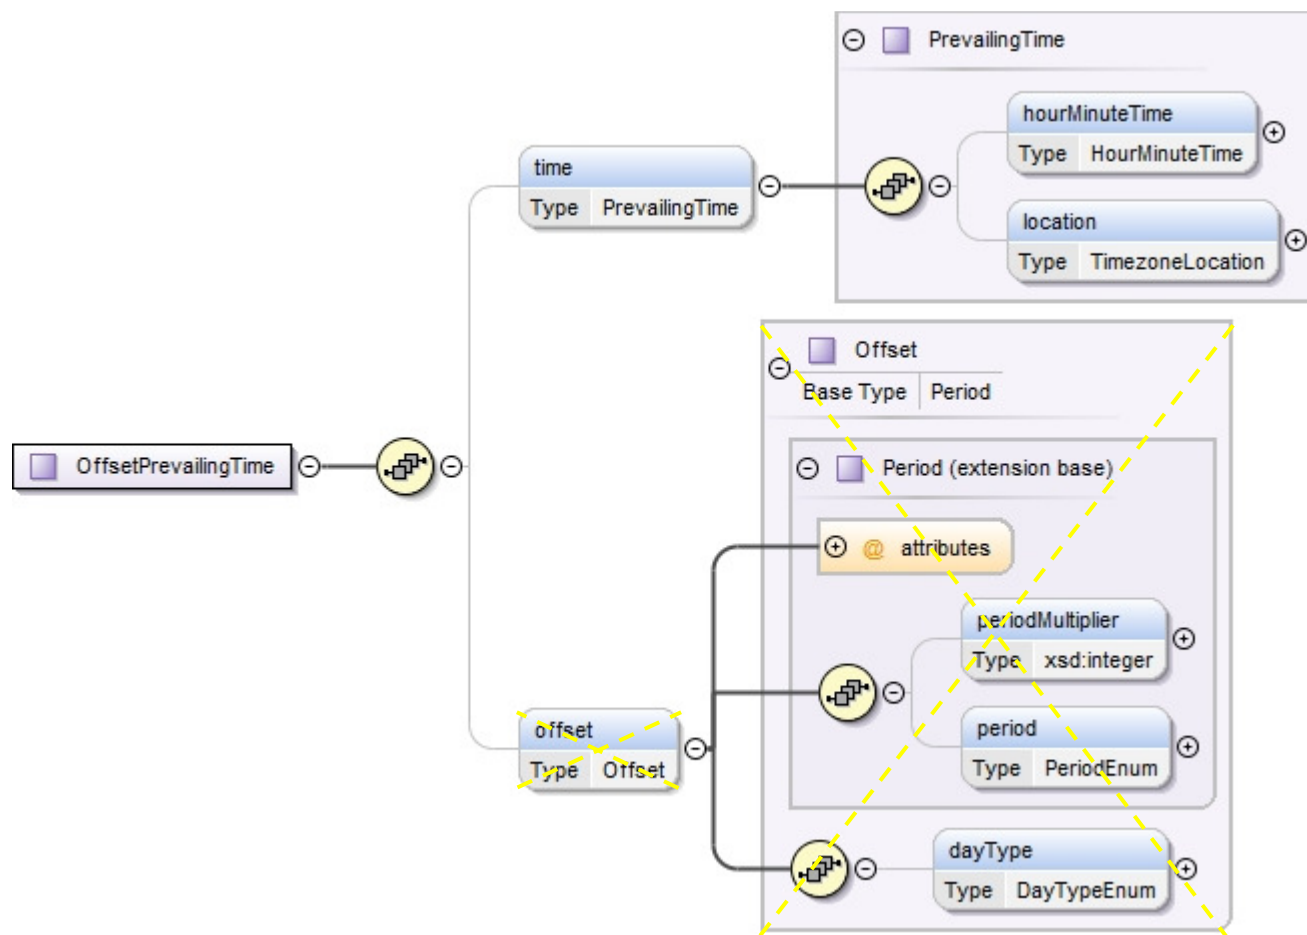 PrevailingTime
hourMinuteTime
Type HourMinuteTime
time
Type PrevailingTime
location
Type TimezoneLocation
Offset
Base Type Period
OffsetPrevailingTime
Period (extension base)
@ attributes
periodMultiplier
Type xsd:integer
offset
Type Offset
period
Type PeriodEnum
dayType
Type DayTypeEnum